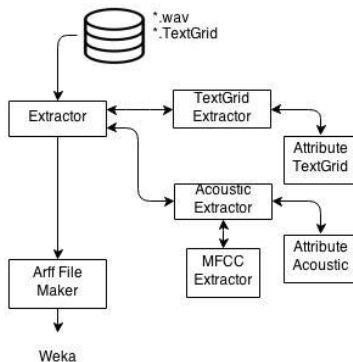 *.wav
*.TextGrid
Extractor
TextGrid
Extractor
Attribute
TextGrid
Acoustic
Extractor
MFCC
Extractor
Attribute
Acoustic
Arff File
Maker
Weka